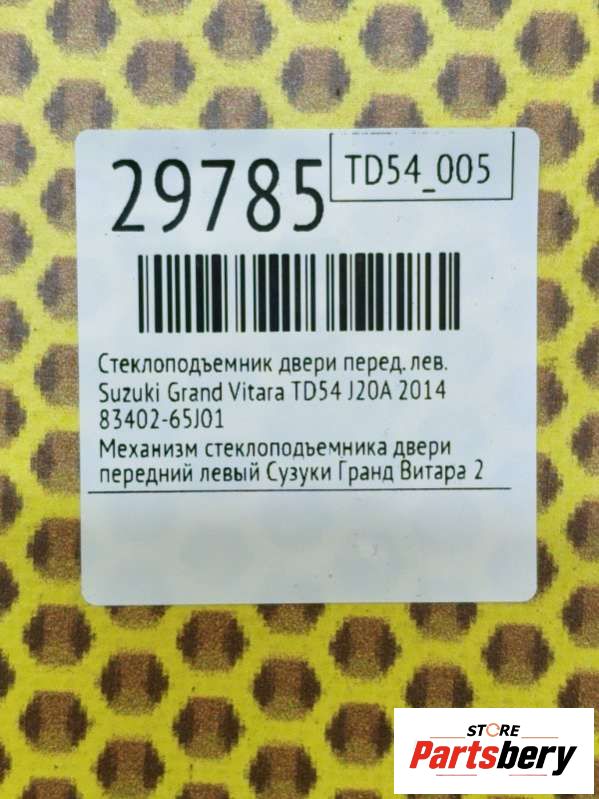 29785
TD54_005
Стеклоподъемник двери перед. лев.
Suzuki Grand Vitara TD54 J20A 2014
83402-65J01
Механизм стеклоподъемника двери
передний левый Сузуки Гранд Витара 2
STORE
Partsbery